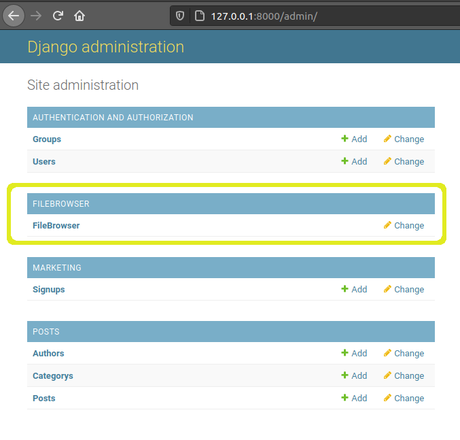 127.0.0.1:8000/admin/
Django administration
Site administration
AUTHENTICATION AND AUTHORIZATION
Groups Add Change
Users Add Change
FILEBROWSER
FileBrowser Change
MARKETING
Signups Add Change
POSTS
Authors Add Change
Categorys Add Change
Posts Add Change